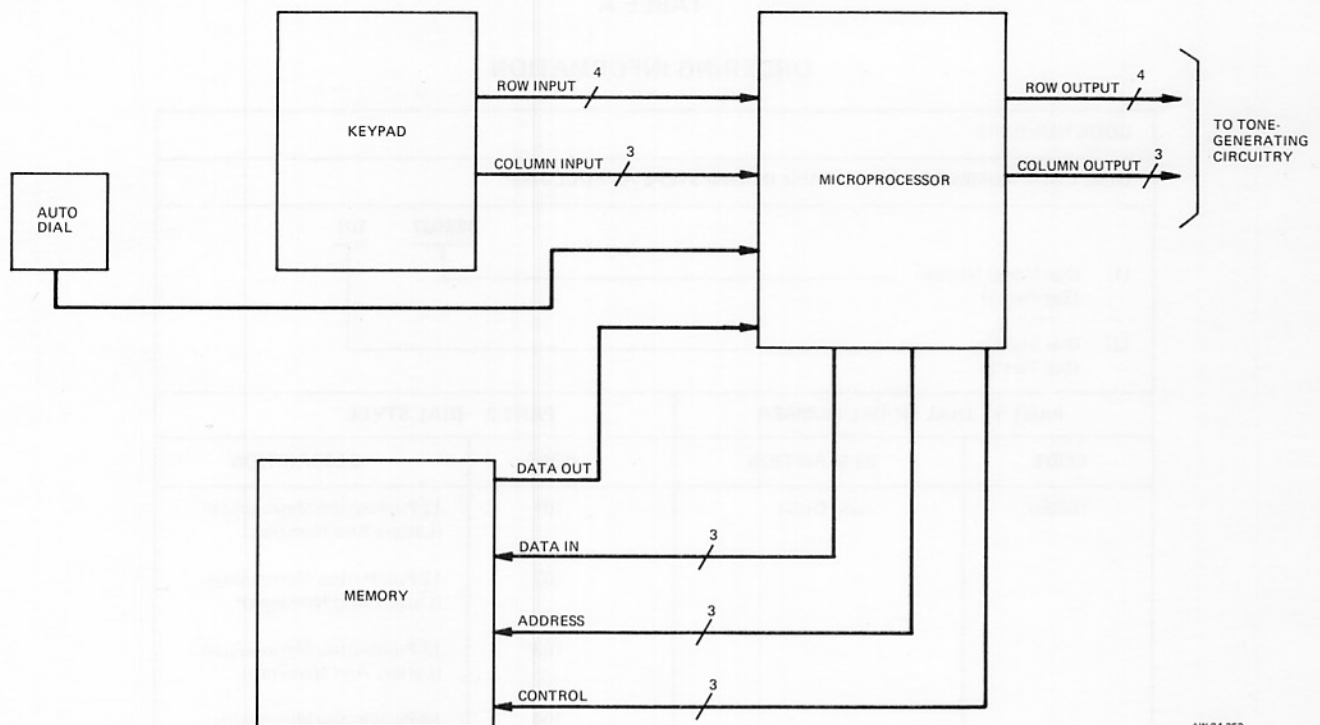 ROW INPUT
4
COLUMN INPUT
3
KEYPAD
AUTO
DIAL
MICROPROCESSOR
ROW OUTPUT
4
COLUMN OUTPUT
3
TO TONE-
GENERATING
CIRCUITRY
DATA OUT
DATA IN
3
MEMORY
ADDRESS
3
CONTROL
3